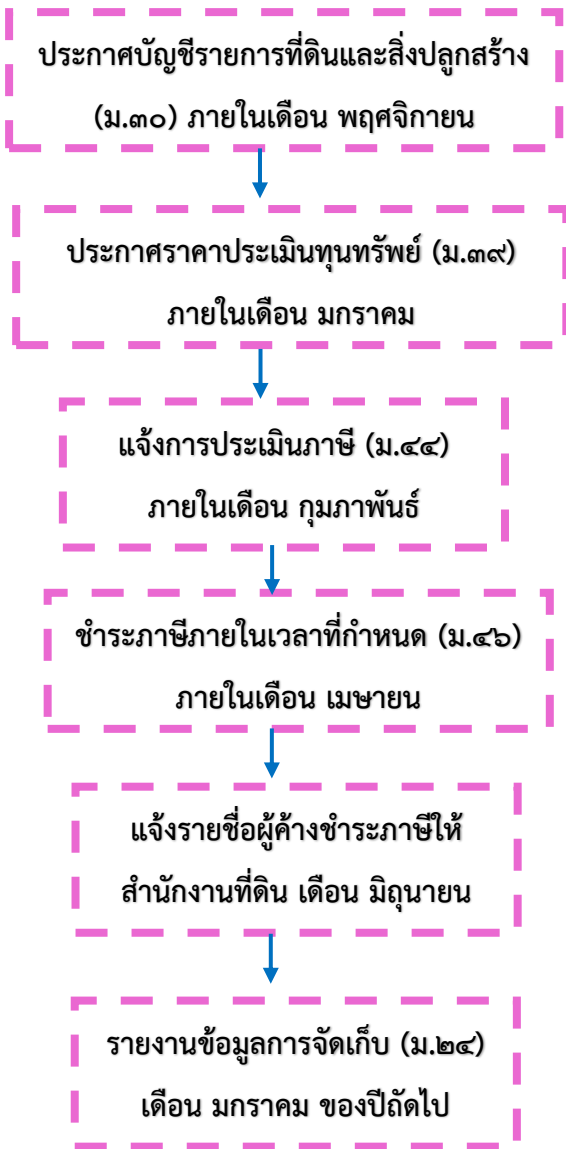 ประกาศบัญชีรายการที่ดินและสิ่งปลูกสร้าง
(ม.๓๐) ภายในเดือน พฤศจิกายน
ประกาศราคาประเมินทุนทรัพย์ (ม.๓๙)
ภายในเดือน มกราคม
แจ้งการประเมินภาษี (ม.๔๔)
ภายในเดือน กุมภาพันธ์
ชำระภาษีภายในเวลาที่กำหนด (ม.๔๖)
ภายในเดือน เมษายน
แจ้งรายชื่อผู้ค้างชำระภาษีให้
สำนักงานที่ดิน เดือน มิถุนายน
รายงานข้อมูลการจัดเก็บ (ม.๒๔)
เดือน มกราคม ของปีถัดไป